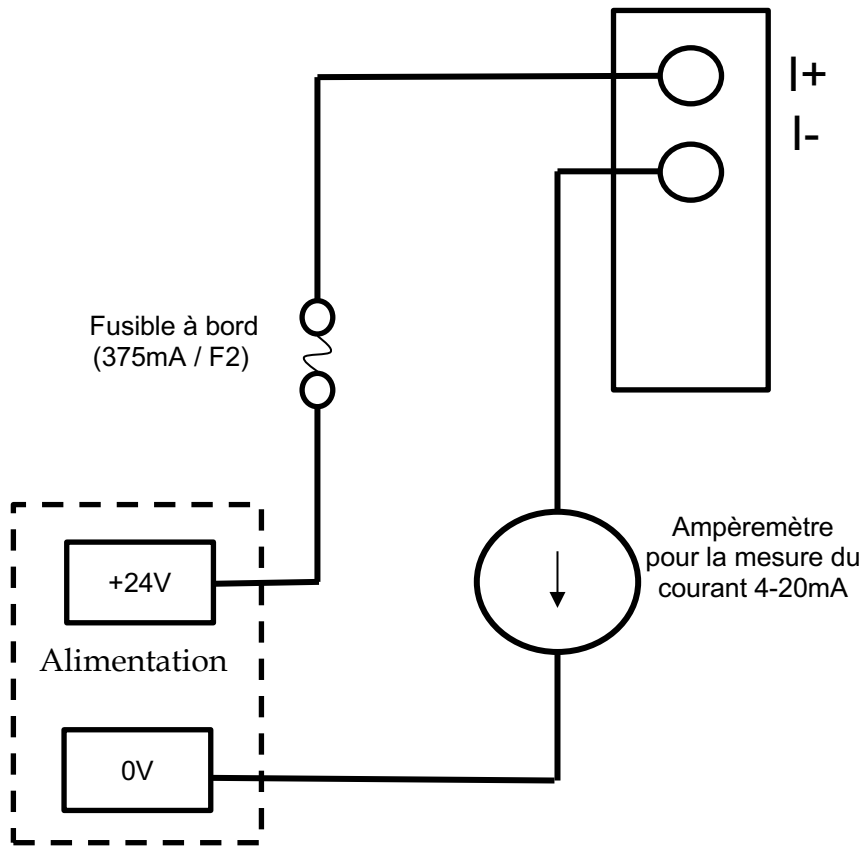 I+
I-
Fusible à bord
(375mA / F2)
Ampèremètre
pour la mesure du
courant 4-20mA
+24V
Alimentation
0V